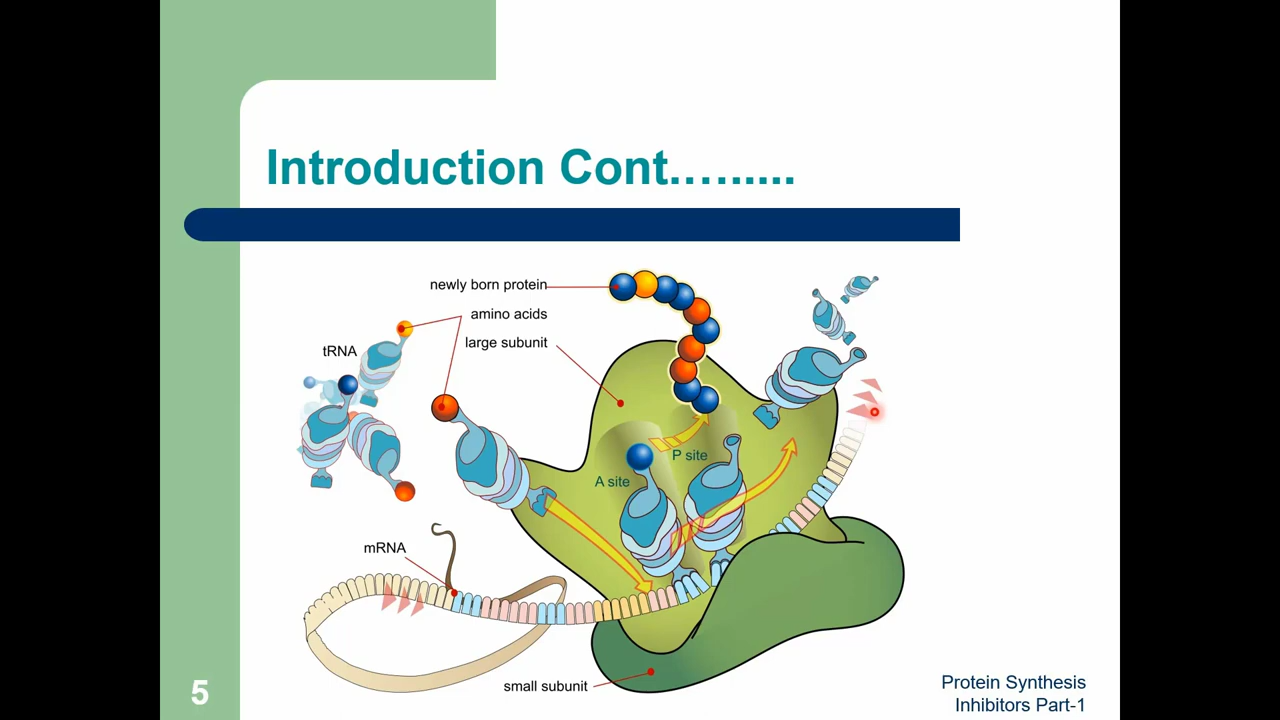 Introduction Cont.….....
newly born protein
amino acids
large subunit
tRNA
P site
A site
mRNA
small subunit
5
Protein Synthesis
Inhibitors Part-1